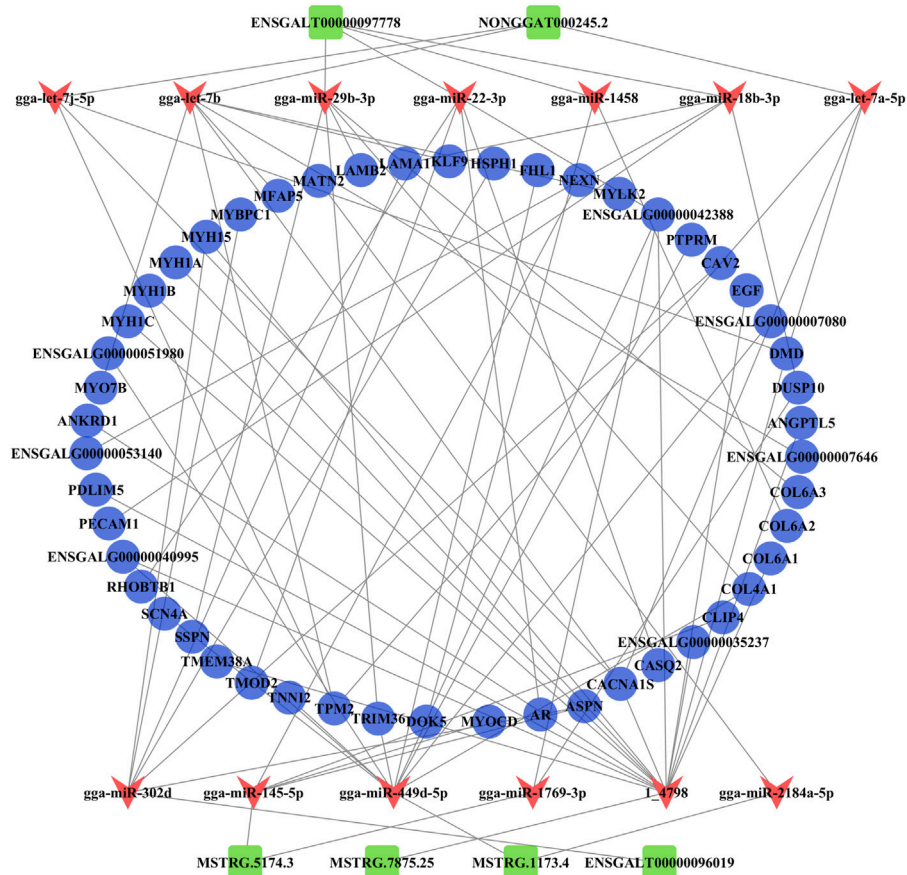 ENSGALT00000097778
NONGGAT000245.2
gga-let-7j-5p
gga-let-7b
gga-miR-29b-3p
gga-miR-22-3p
gga-miR-1458
gga-miR-18b-3p
gga-let-7a-5p
KLF9
LAMA1
HSPH1
LAMB2
FHL1
MATN2
NEXN
MFAP5
MYLK2
MYBPC1
ENSGALG00000042388
MYH15
PTPRM
MYH1A
CAV2
MYH1B
EGF
MYH1C
ENSGALG00000007080
ENSGALG00000051980
DMD
MYO7B
DUSP10
ANKRD1
ANGPTL5
ENSGALG00000053140
ENSGALG00000007646
PDLIM5
COL6A3
PECAM1
COL6A2
ENSGALG00000040995
COL6A1
RHOBTB1
COL4A1
SCN4A
CLIP4
SSPN
ENSGALG00000035237
TMEM38A
CASQ2
TMOD2
CACNA1S
TNNI2
ASPN
TPM2
AR
TRIM36
DOK5
MYOCD
gga-miR-302d
gga-miR-145-5p
gga-miR-449d-5p
gga-miR-1769-3p
1_4798
gga-miR-2184a-5p
MSTRG.5174.3
MSTRG.7875.25
MSTRG.1173.4
ENSGALT00000096019